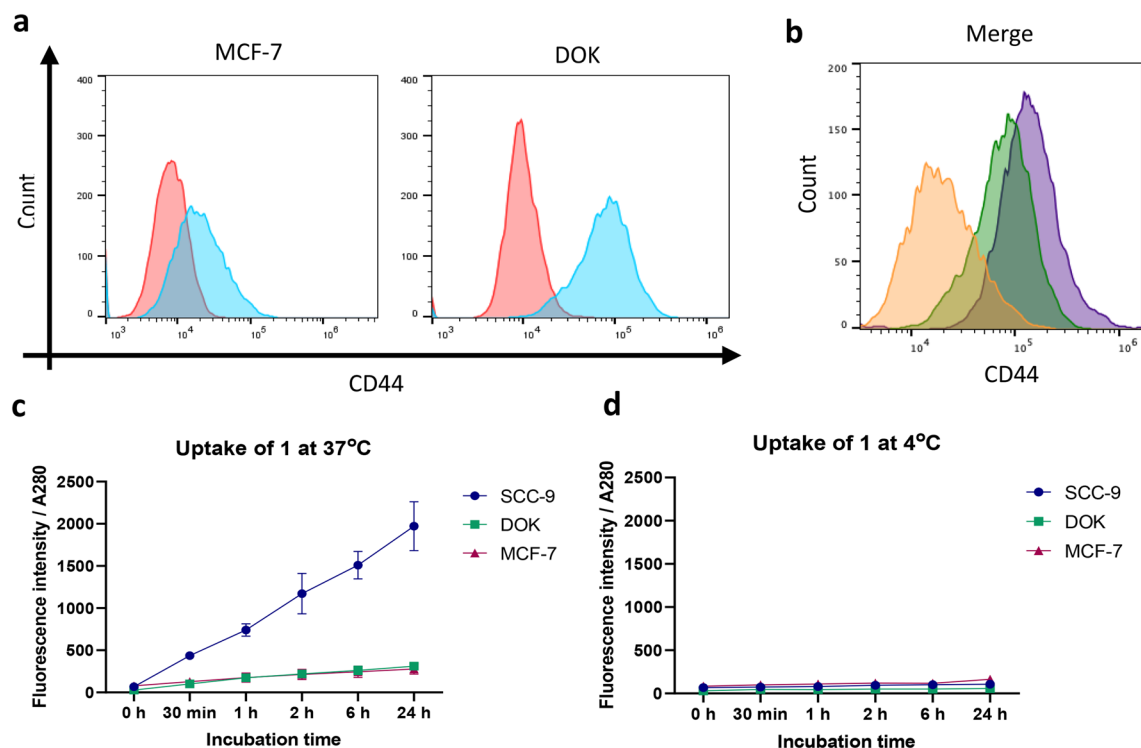 a
MCF-7
DOK
400
300
200
100
0
10³ 10⁴ 10⁵ 10⁶
400
300
200
100
0
10³ 10⁴ 10⁵ 10⁶
Count
CD44
b
Merge
200
150
100
50
0
10⁴ 10⁵ 10⁶
Count
CD44
c
Uptake of 1 at 37°C
Fluorescence intensity / A280
2500
2000
1500
1000
500
0
0 h 30 min 1 h 2 h 6 h 24 h
Incubation time
SCC-9
DOK
MCF-7
d
Uptake of 1 at 4°C
Fluorescence intensity / A280
2500
2000
1500
1000
500
0
0 h 30 min 1 h 2 h 6 h 24 h
Incubation time
SCC-9
DOK
MCF-7